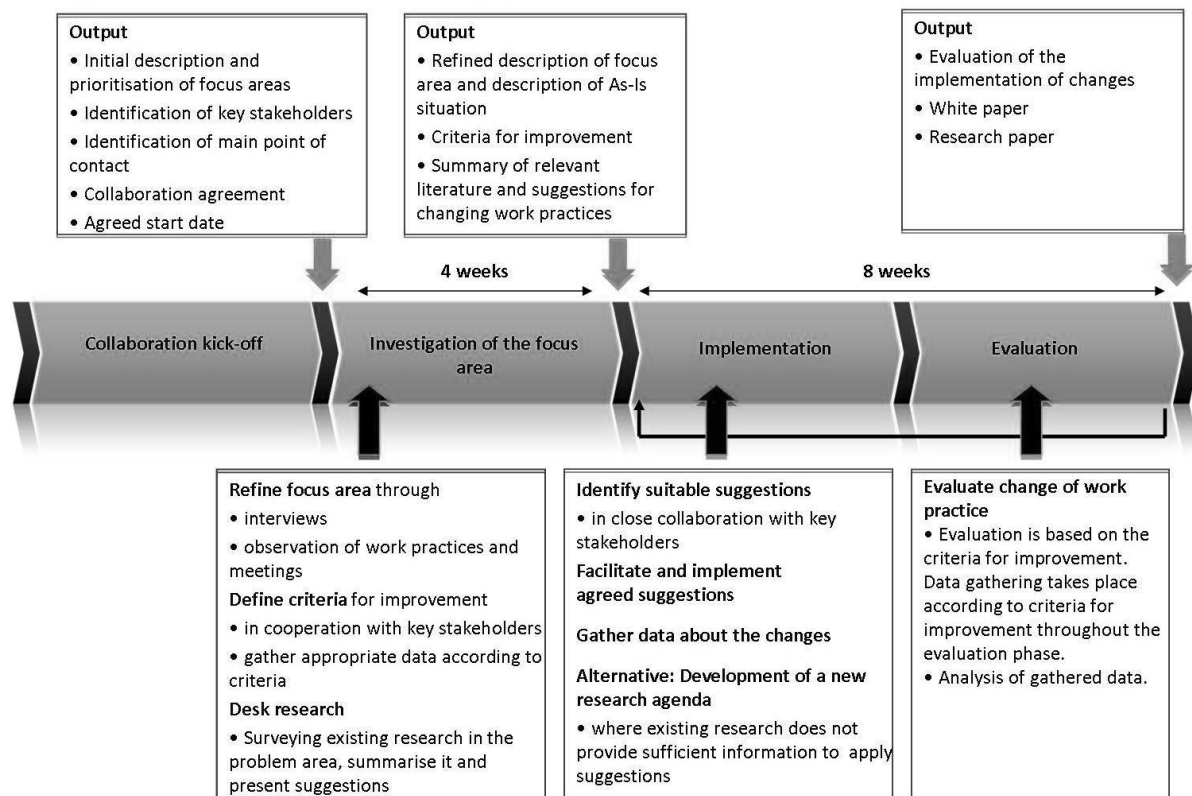 Output
• Initial description and
prioritisation of focus areas
• Identification of key stakeholders
• Identification of main point of
contact
• Collaboration agreement
• Agreed start date
Output
• Refined description of focus
area and description of As-Is
situation
• Criteria for improvement
• Summary of relevant
literature and suggestions for
changing work practices
Output
• Evaluation of the
implementation of changes
• White paper
• Research paper
4 weeks
8 weeks
Collaboration kick-off
Investigation of the focus
area
Implementation
Evaluation
Refine focus area through
• interviews
• observation of work practices and
meetings
Define criteria for improvement
• in cooperation with key stakeholders
• gather appropriate data according to
criteria
Desk research
• Surveying existing research in the
problem area, summarise it and
present suggestions
Identify suitable suggestions
• in close collaboration with key
stakeholders
Facilitate and implement
agreed suggestions
Gather data about the changes
Alternative: Development of a new
research agenda
• where existing research does not
provide sufficient information to apply
suggestions
Evaluate change of work
practice
• Evaluation is based on the
criteria for improvement.
Data gathering takes place
according to criteria for
improvement throughout the
evaluation phase.
• Analysis of gathered data.